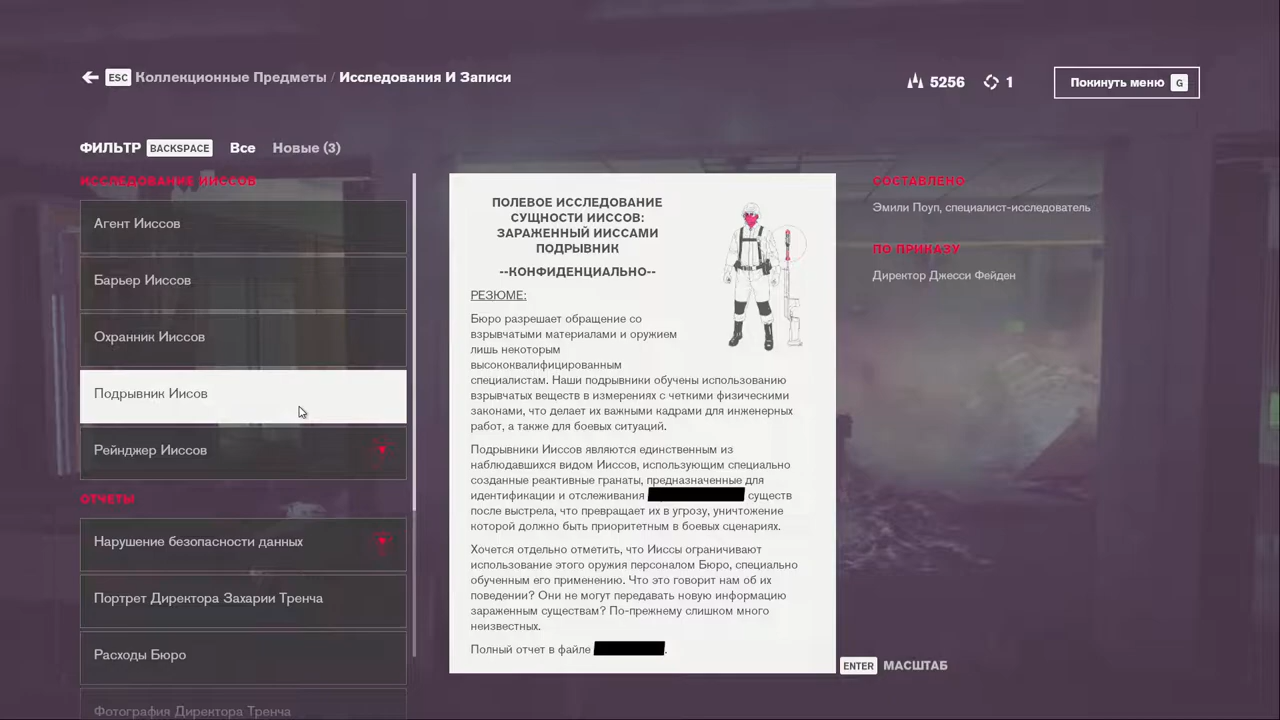 ESC Коллекционные Предметы / Исследования И Записи
5256 1 Покинуть меню G
ФИЛЬТР BACKSPACE Все Новые (3)
ИССЛЕДОВАНИЕ ИИССОВ
Агент Ииссов
Барьер Ииссов
Охранник Ииссов
Подрывник Иисов
Рейнджер Ииссов
ОТЧЕТЫ
Нарушение безопасности данных
Портрет Директора Захарии Тренча
Расходы Бюро
Фотография Директора Тренча
ПОЛЕВОЕ ИССЛЕДОВАНИЕ
СУЩНОСТИ ИИССОВ:
ЗАРАЖЕННЫЙ ИИССАМИ
ПОДРЫВНИК
--КОНФИДЕНЦИАЛЬНО--
РЕЗЮМЕ:
Бюро разрешает обращение со
взрывчатыми материалами и оружием
лишь некоторым
высококвалифицированным
специалистам. Наши подрывники обучены использованию
взрывчатых веществ в измерениях с четкими физическими
законами, что делает их важными кадрами для инженерных
работ, а также для боевых ситуаций.
Подрывники Ииссов являются единственным из
наблюдавшихся видом Ииссов, использующим специально
созданные реактивные гранаты, предназначенные для
идентификации и отслеживания существ
после выстрела, что превращает их в угрозу, уничтожение
которой должно быть приоритетным в боевых сценариях.
Хочется отдельно отметить, что Ииссы ограничивают
использование этого оружия персоналом Бюро, специально
обученным его применению. Что это говорит нам об их
поведении? Они не могут передавать новую информацию
зараженным существам? По-прежнему слишком много
неизвестных.
Полный отчет в файле .
СОСТАВЛЕНО
Эмили Поуп, специалист-исследователь
ПО ПРИКАЗУ
Директор Джесси Фейден
ENTER МАСШТАБ